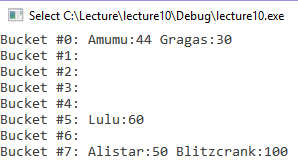 Select C:\Lecture\lecture10\Debug\lecture10.exe
Bucket #0: Amumu:44 Gragas:30
Bucket #1:
Bucket #2:
Bucket #3:
Bucket #4:
Bucket #5: Lulu:60
Bucket #6:
Bucket #7: Alistar:50 Blitzcrank:100